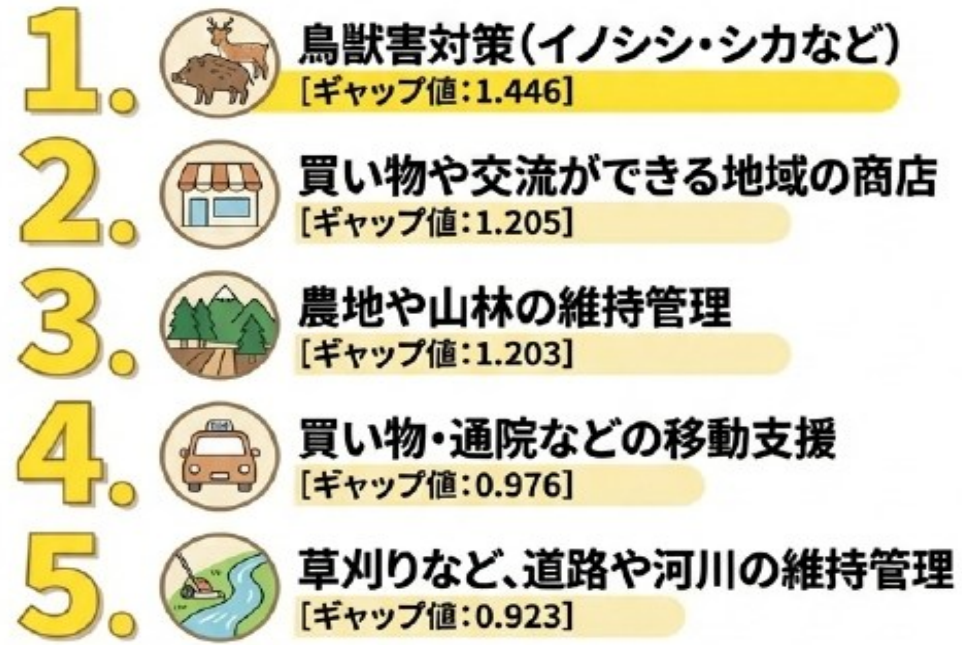 1.
鳥獣害対策(イノシシ・シカなど)
[ギャップ値:1.446]
2.
買い物や交流ができる地域の商店
[ギャップ値:1.205]
3.
農地や山林の維持管理
[ギャップ値:1.203]
4.
買い物・通院などの移動支援
[ギャップ値:0.976]
5.
草刈りなど、道路や河川の維持管理
[ギャップ値:0.923]